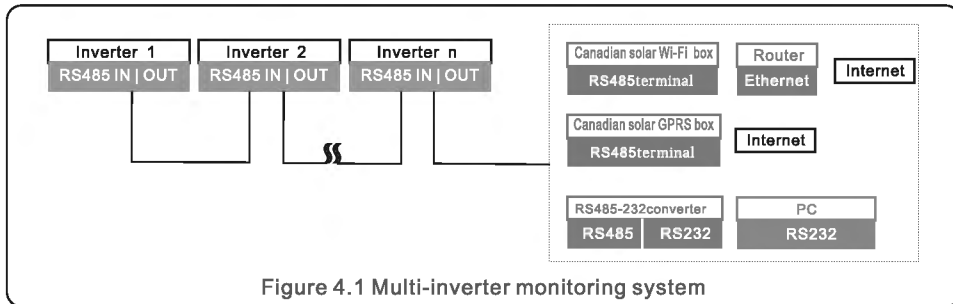 Inverter 1
RS485 IN | OUT
Inverter 2
RS485 IN | OUT
Inverter n
RS485 IN | OUT
Canadian solar Wi-Fi box
RS485terminal
Router
Ethernet
Internet
Canadian solar GPRS box
RS485terminal
Internet
RS485-232converter
RS485 RS232
PC
RS232
Figure 4.1 Multi-inverter monitoring system